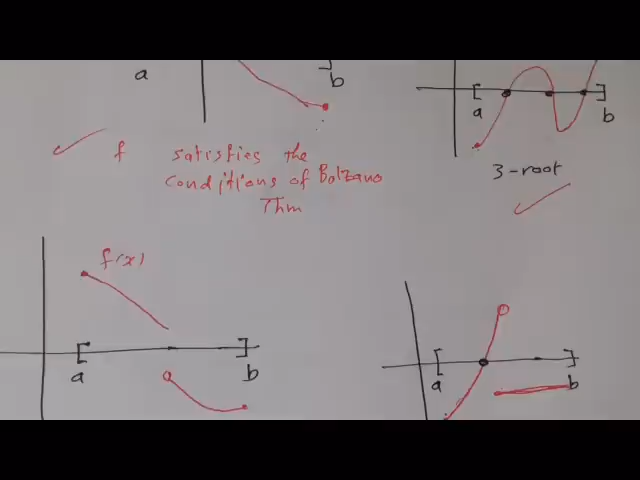 a
b
a
b
f satisfies the
Conditions of Bolzano
Thm
3-root
f(x)
a
b
a
b